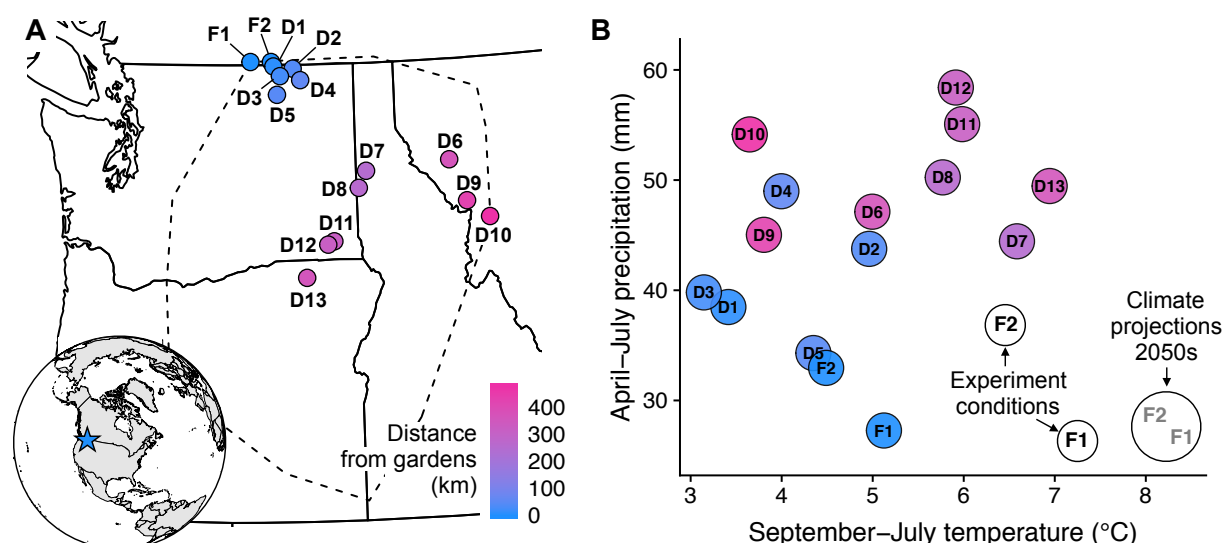 A
F1
F2
D1
D2
D3
D4
D5
D6
D7
D8
D9
D10
D11
D12
D13
Distance
from gardens
(km)
400
300
200
100
0
B
April–July precipitation (mm)
60
50
40
30
D12
D11
D10
D8
D4
D13
D6
D9
D2
D7
D3
D1
D5
F2
F1
F2
Experiment
conditions
F1
Climate
projections
2050s
F2
F1
3
4
5
6
7
8
September–July temperature (°C)